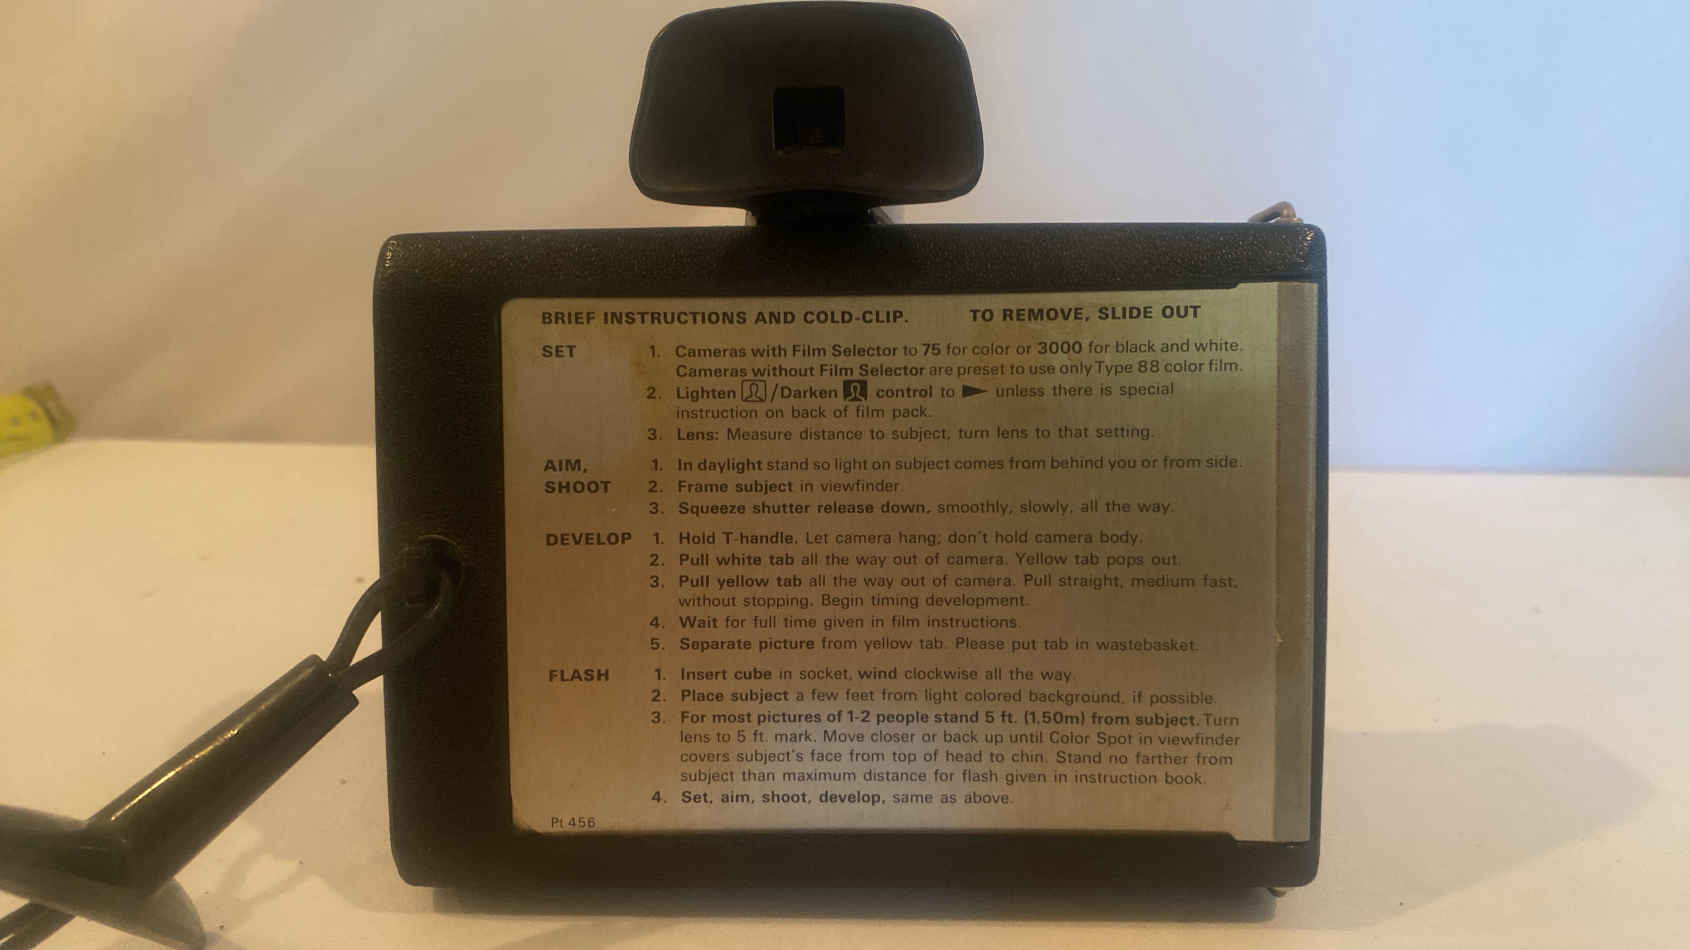 BRIEF INSTRUCTIONS AND COLD-CLIP. TO REMOVE, SLIDE OUT
SET 1. Cameras with Film Selector to 75 for color or 3000 for black and white.
Cameras without Film Selector are preset to use only Type 88 color film.
2. Lighten /Darken control to unless there is special
instruction on back of film pack.
3. Lens: Measure distance to subject, turn lens to that setting.
AIM, 1. In daylight stand so light on subject comes from behind you or from side.
SHOOT 2. Frame subject in viewfinder.
3. Squeeze shutter release down, smoothly, slowly, all the way.
DEVELOP 1. Hold T-handle. Let camera hang; don't hold camera body.
2. Pull white tab all the way out of camera. Yellow tab pops out.
3. Pull yellow tab all the way out of camera. Pull straight, medium fast,
without stopping. Begin timing development.
4. Wait for full time given in film instructions.
5. Separate picture from yellow tab. Please put tab in wastebasket.
FLASH 1. Insert cube in socket, wind clockwise all the way.
2. Place subject a few feet from light colored background, if possible.
3. For most pictures of 1-2 people stand 5 ft. (1.50m) from subject. Turn
lens to 5 ft. mark. Move closer or back up until Color Spot in viewfinder
covers subject's face from top of head to chin. Stand no farther from
subject than maximum distance for flash given in instruction book.
4. Set, aim, shoot, develop, same as above.
Pt 456